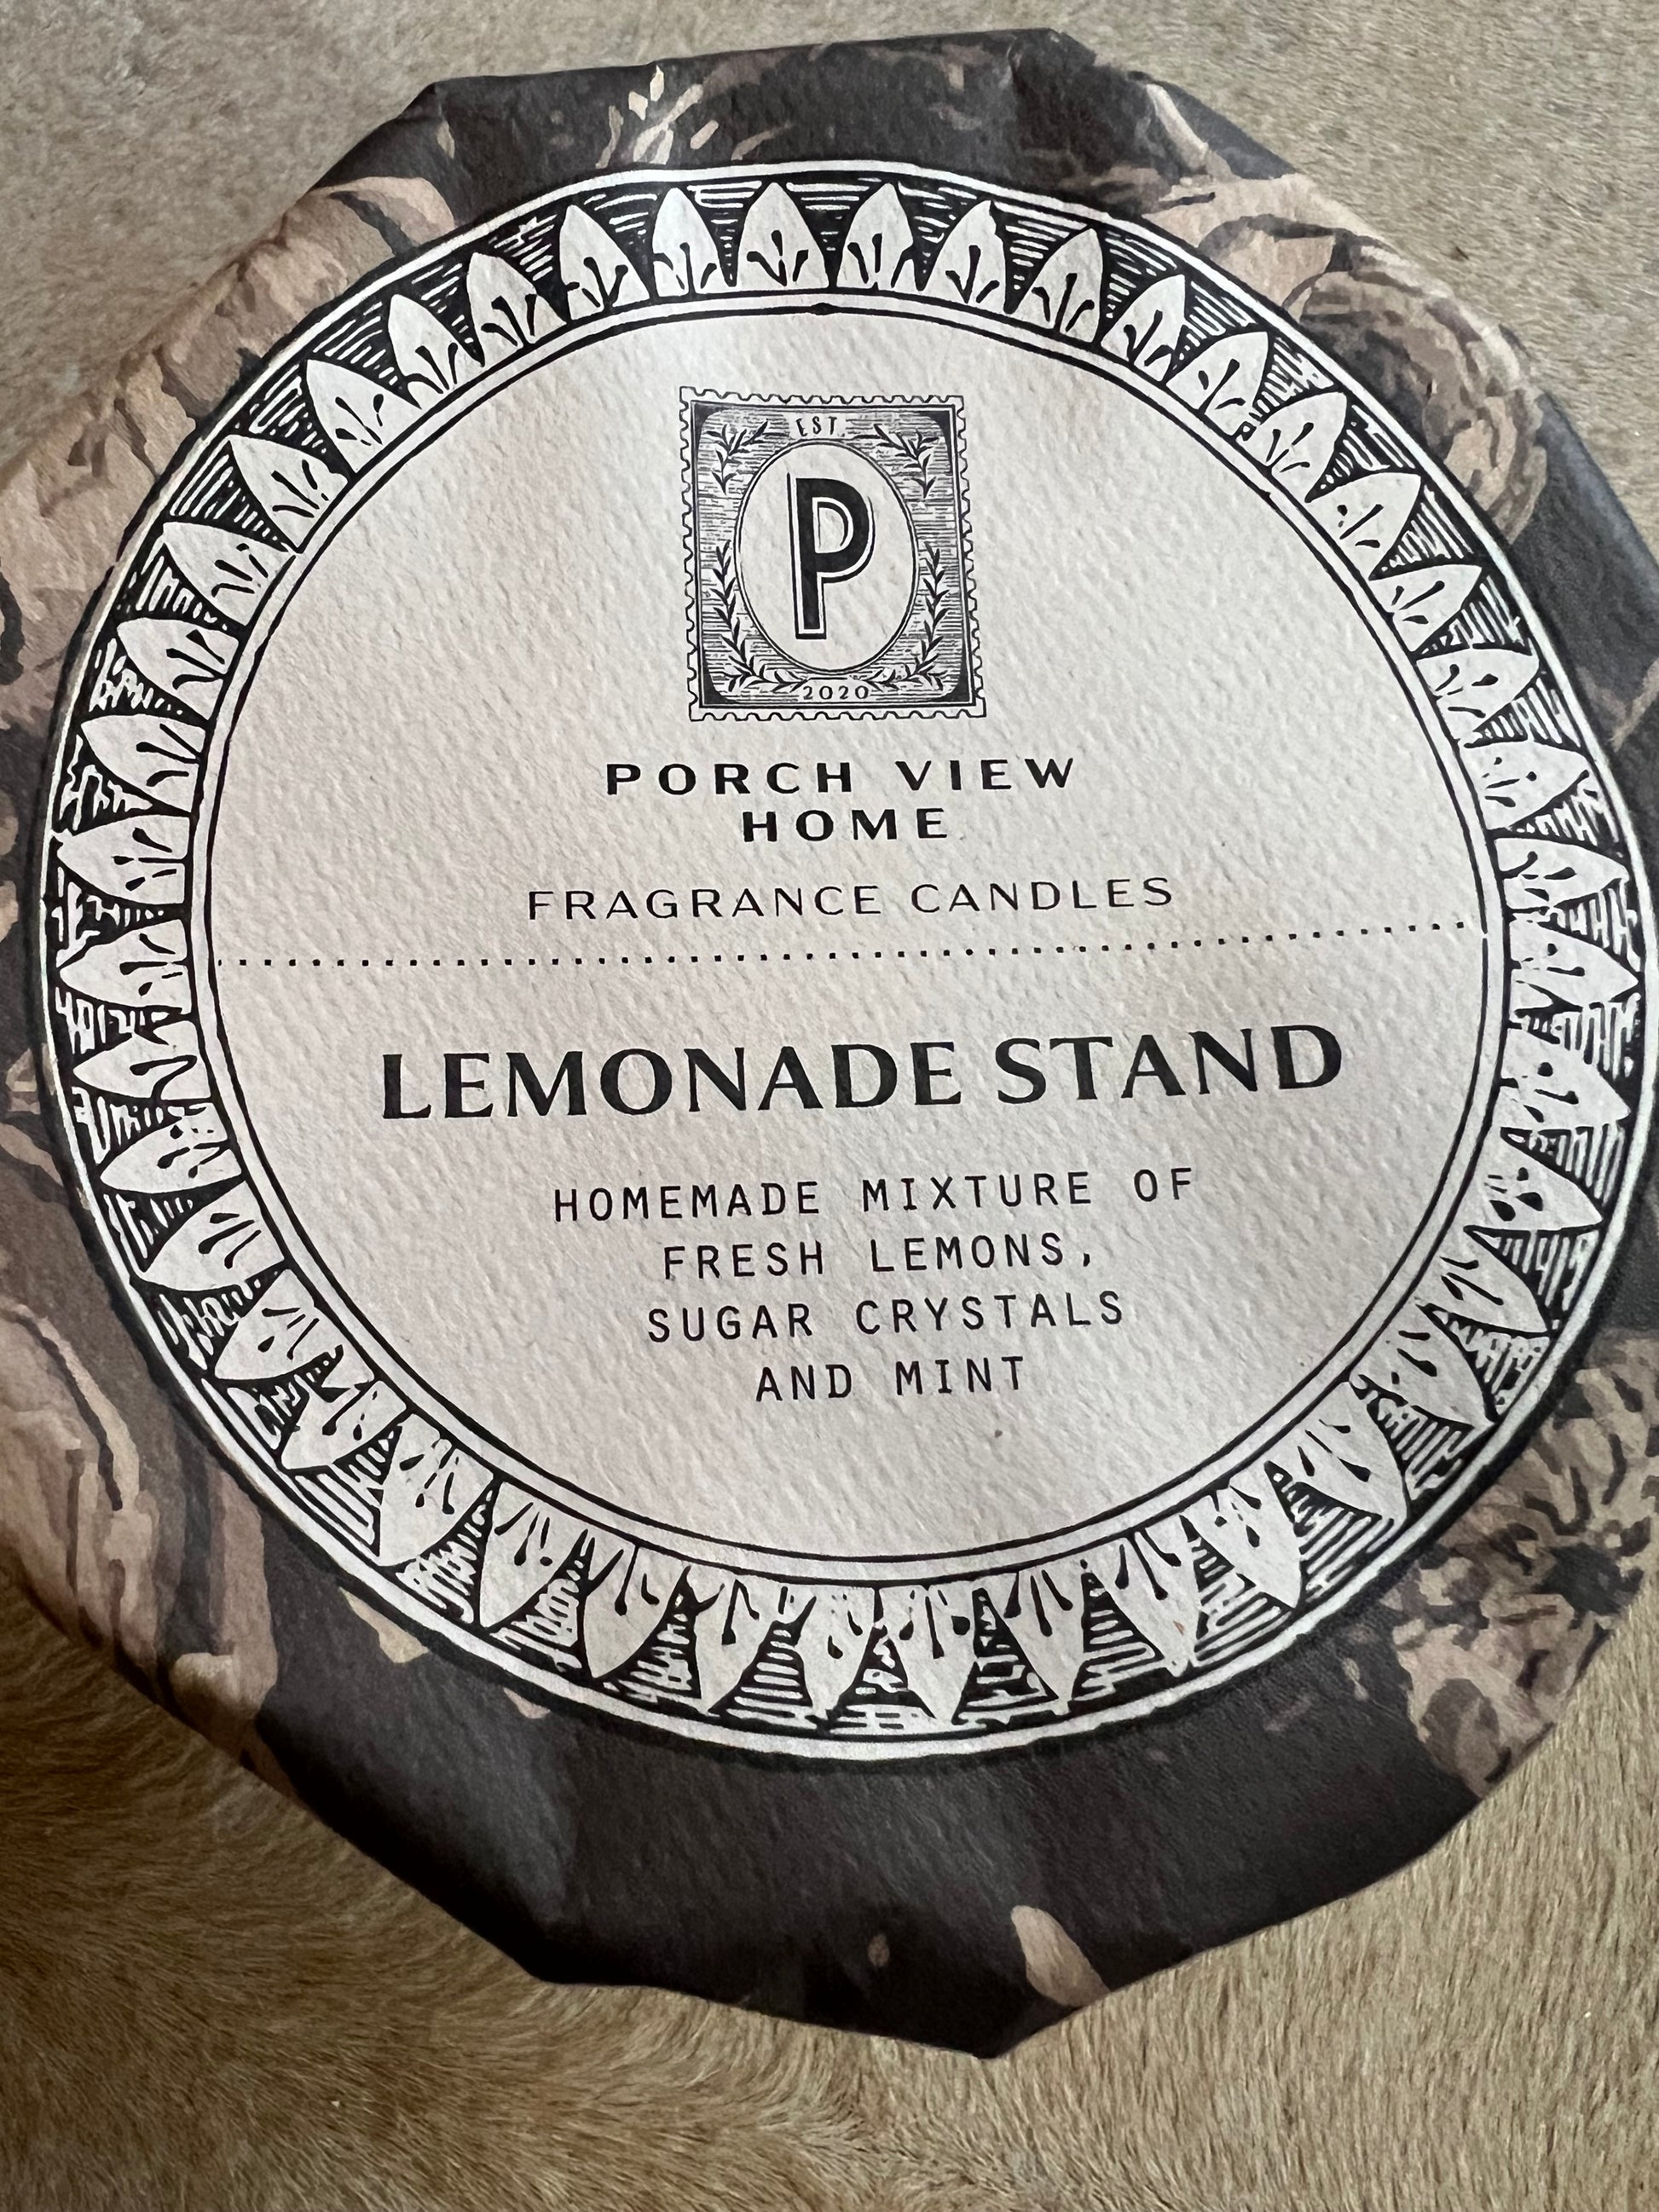 EST.
P
2020
PORCH VIEW
HOME
FRAGRANCE CANDLES
LEMONADE STAND
HOMEMADE MIXTURE OF
FRESH LEMONS,
SUGAR CRYSTALS
AND MINT